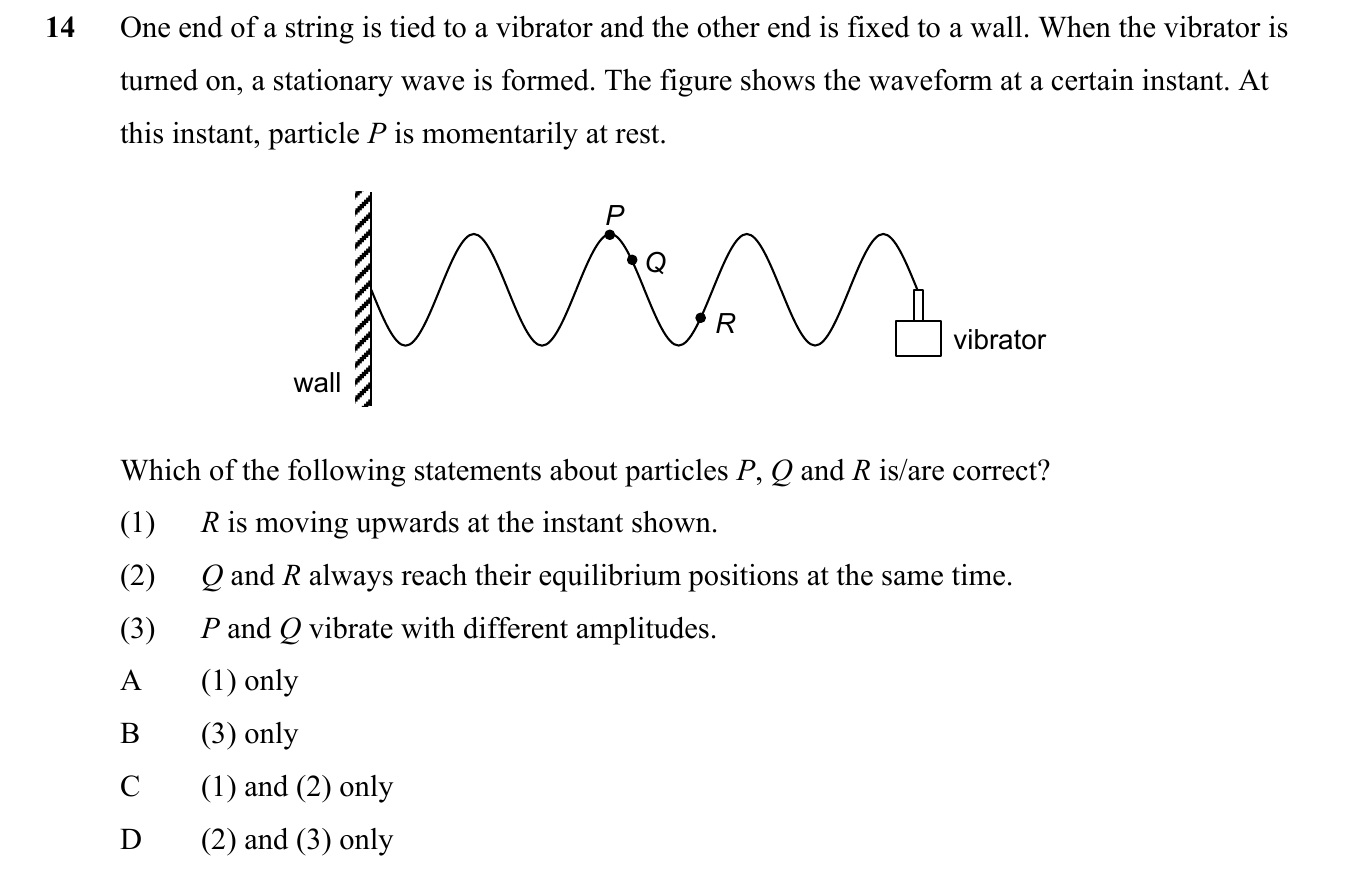 14 One end of a string is tied to a vibrator and the other end is fixed to a wall. When the vibrator is
turned on, a stationary wave is formed. The figure shows the waveform at a certain instant. At
this instant, particle P is momentarily at rest.
P
Q
R
vibrator
wall
Which of the following statements about particles P, Q and R is/are correct?
(1) R is moving upwards at the instant shown.
(2) Q and R always reach their equilibrium positions at the same time.
(3) P and Q vibrate with different amplitudes.
A (1) only
B (3) only
C (1) and (2) only
D (2) and (3) only